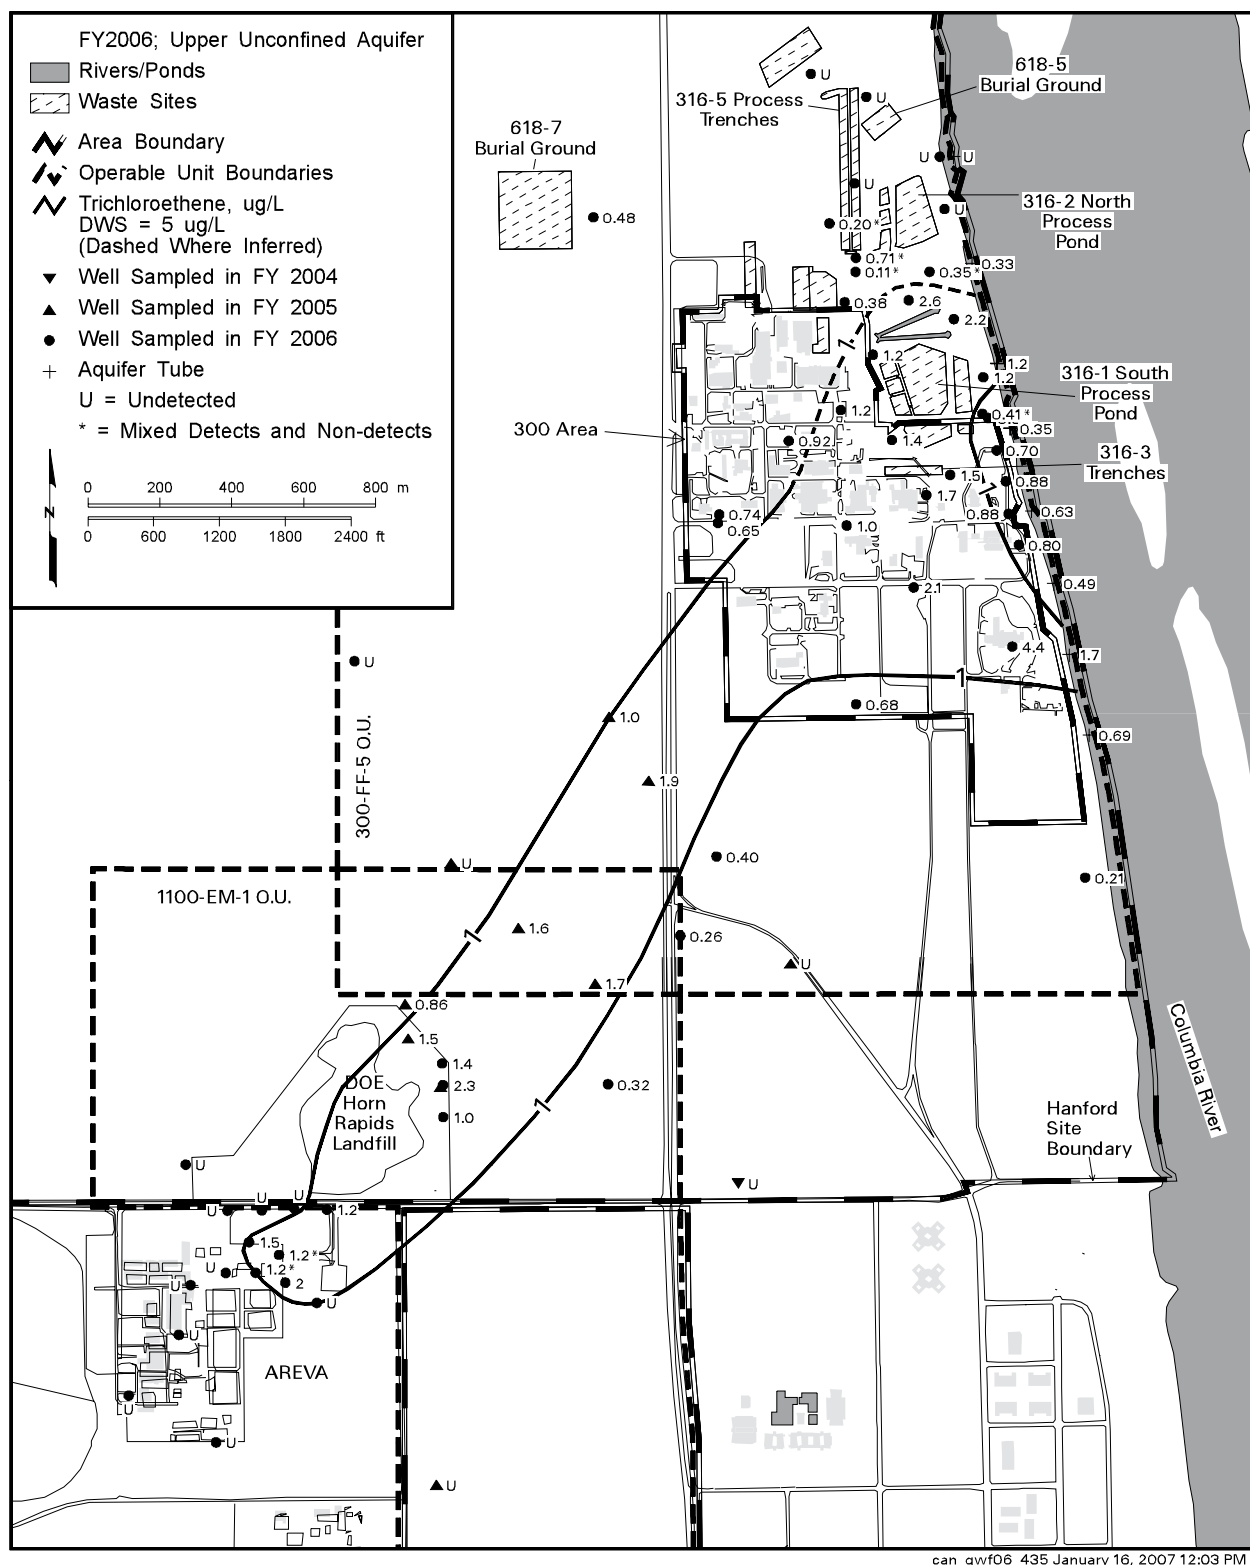 FY2006; Upper Unconfined Aquifer
Rivers/Ponds
Waste Sites
Area Boundary
Operable Unit Boundaries
Trichloroethene, ug/L
DWS = 5 ug/L
(Dashed Where Inferred)
Well Sampled in FY 2004
Well Sampled in FY 2005
Well Sampled in FY 2006
Aquifer Tube
U = Undetected
* = Mixed Detects and Non-detects
N
0 200 400 600 800 m
0 600 1200 1800 2400 ft
618-5
Burial Ground
U
316-5 Process
Trenches
U
618-7
Burial Ground
U
U
U
316-2 North
Process
Pond
U
0.48
0.20*
0.71*
0.11*
0.35*
0.33
0.38
2.6
2.2
1
1.2
1.2
1.2
316-1 South
Process
Pond
1.2
0.41*
300 Area
0.92
1.4
0.35
0.70
316-3
Trenches
1.5
0.88
1
1.7
0.74
0.65
1.0
0.88
0.63
0.80
0.49
2.1
4.4
1.7
U
1
0.68
1.0
0.69
300-FF-5 O.U.
1.9
0.40
U
0.21
1100-EM-1 O.U.
1.6
1
0.26
U
1.7
0.86
1.5
1.4
2.3
1.0
DOE
Horn
Rapids
Landfill
0.32
1
Columbia River
Hanford
Site
Boundary
U
U
U
U
U
1.2
1.5
1.2*
U
1.2*
2
U
U
U
AREVA
U
U
U
can_gwf06_435 January 16, 2007 12:03 PM